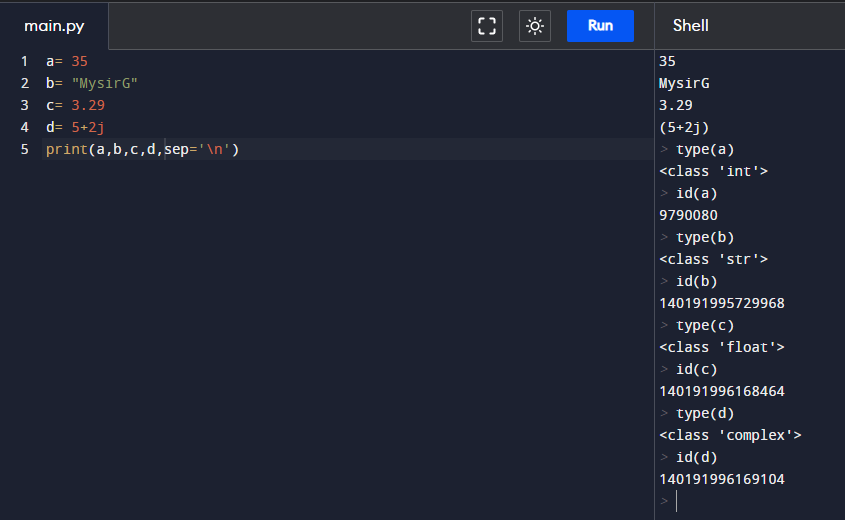 main.py
Run
Shell
1 a= 35
2 b= "MysirG"
3 c= 3.29
4 d= 5+2j
5 print(a,b,c,d,sep='\n')
35
MysirG
3.29
(5+2j)
> type(a)
<class 'int'>
> id(a)
9790080
> type(b)
<class 'str'>
> id(b)
140191995729968
> type(c)
<class 'float'>
> id(c)
140191996168464
> type(d)
<class 'complex'>
> id(d)
140191996169104
>